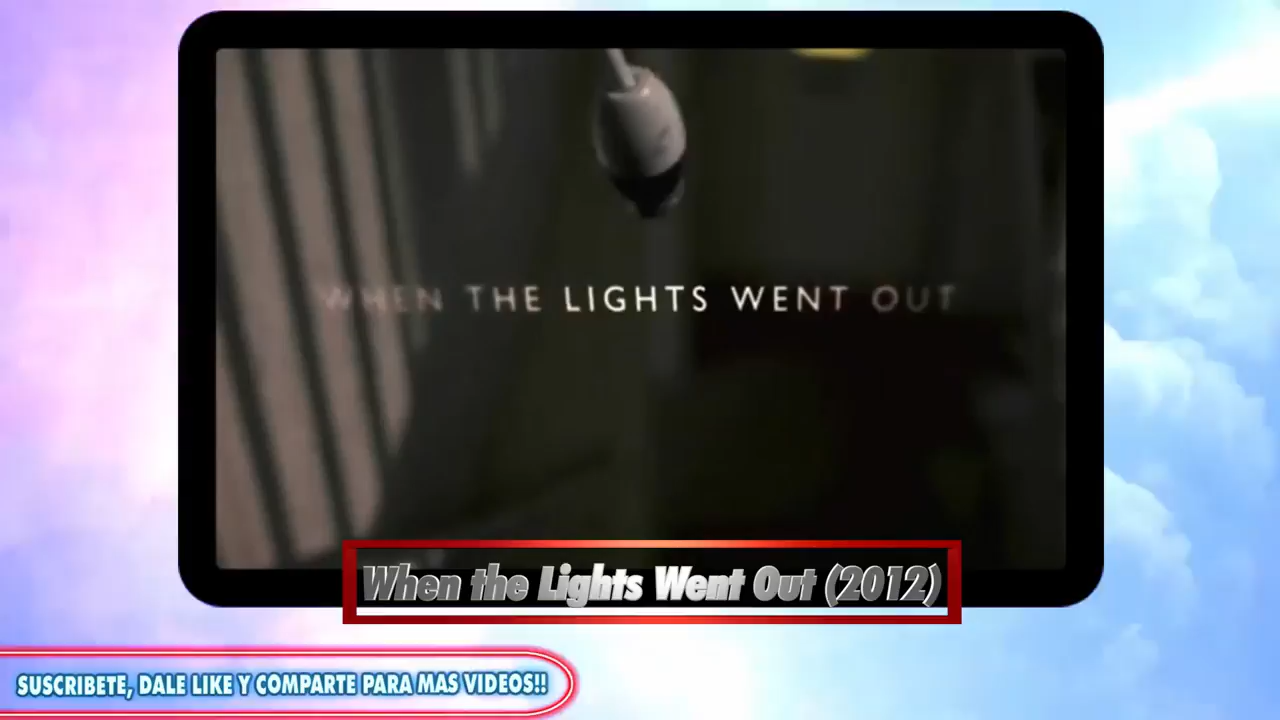 WHEN THE LIGHTS WENT OUT
When the Lights Went Out (2012)
SUSCRIBETE, DALE LIKE Y COMPARTE PARA MAS VIDEOS!!